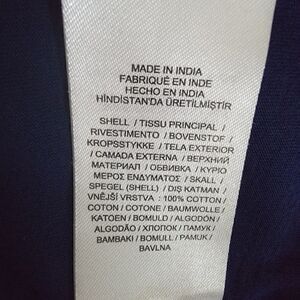 MADE IN INDIA
FABRIQUÉ EN INDE
HECHO EN INDIA
HİNDİSTAN'DA ÜRETİLMİŞTİR
SHELL / TISSU PRINCIPAL /
RIVESTIMENTO / BOVENSTOF /
KROPSSTYKKE / TELA EXTERIOR
/ CAMADA EXTERNA / ВЕРХНИЙ
МАТЕРИАЛ / ОБВИВКА / ΚΥΡΙΟ
ΜΕΡΟΣ ΕΝΔΥΜΑΤΟΣ / SKALL /
SPEGEL (SHELL) / DIŞ KATMAN /
VNĚJŠÍ VRSTVA : 100% COTTON /
COTON / COTONE / BAUMWOLLE /
KATOEN / BOMULD / ALGODÓN /
ALGODÃO / ХЛОПОК / ПАМУК /
ΒΑΜΒΑΚΙ / BOMULL / PAMUK /
BAVLNA